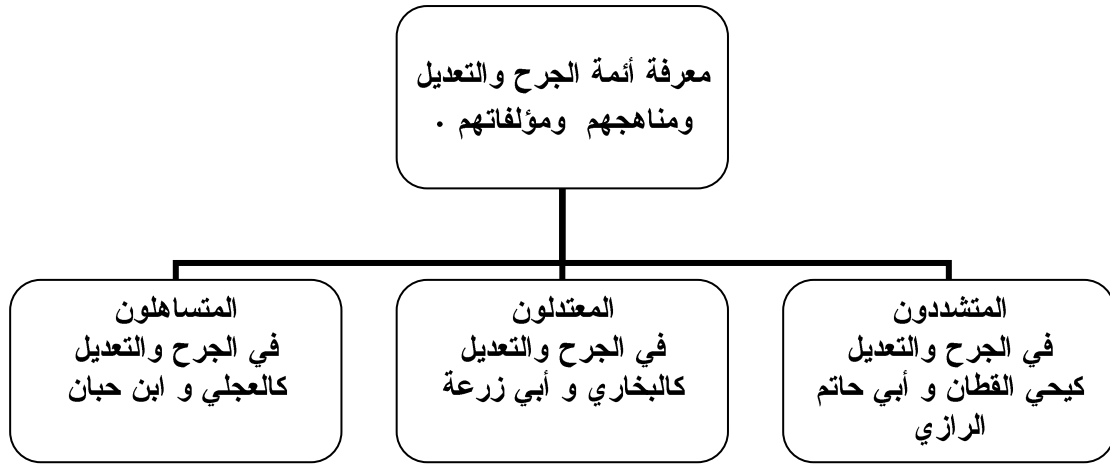 معرفة أئمة الجرح والتعديل
ومناهجهم ومؤلفاتهم .
المتشددون
في الجرح والتعديل
كيحي القطان و أبي حاتم
الرازي
المعتدلون
في الجرح والتعديل
كالبخاري و أبي زرعة
المتساهلون
في الجرح والتعديل
كالعجلي و ابن حبان